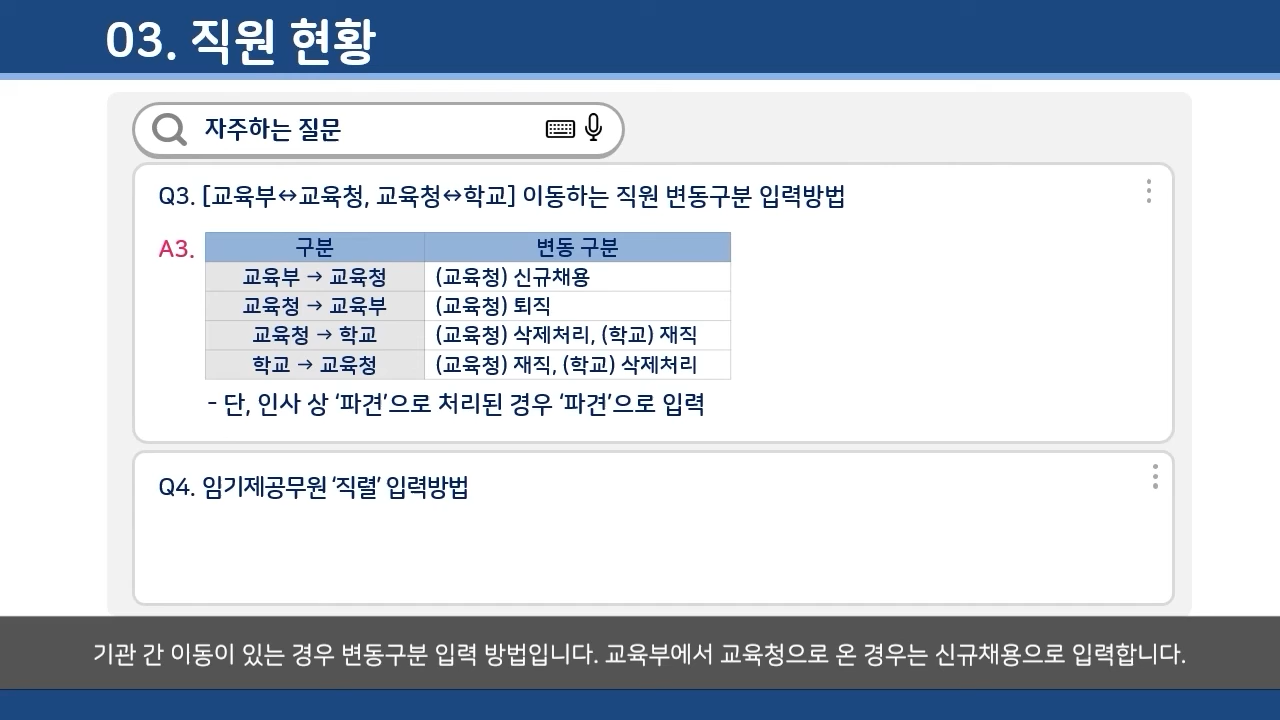 03. 직원 현황
자주하는 질문
Q3. [교육부↔교육청, 교육청↔학교] 이동하는 직원 변동구분 입력방법
A3.
구분 변동 구분
교육부 → 교육청 (교육청) 신규채용
교육청 → 교육부 (교육청) 퇴직
교육청 → 학교 (교육청) 삭제처리, (학교) 재직
학교 → 교육청 (교육청) 재직, (학교) 삭제처리
- 단, 인사 상 ‘파견’으로 처리된 경우 ‘파견’으로 입력
Q4. 임기제공무원 ‘직렬’ 입력방법
기관 간 이동이 있는 경우 변동구분 입력 방법입니다. 교육부에서 교육청으로 온 경우는 신규채용으로 입력합니다.